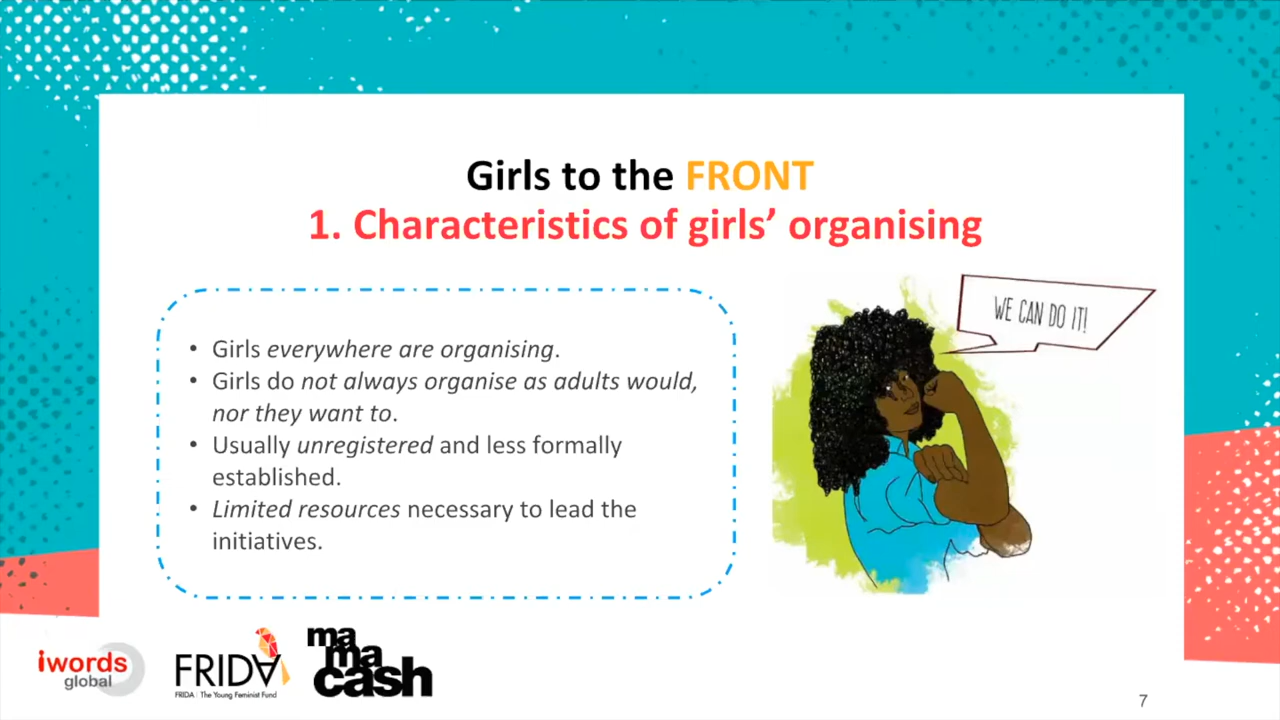 Girls to the FRONT
1. Characteristics of girls’ organising
WE CAN DO IT!
• Girls everywhere are organising.
• Girls do not always organise as adults would,
nor they want to.
• Usually unregistered and less formally
established.
• Limited resources necessary to lead the
initiatives.
iwords
global
FRIDA
FRIDA | The Young Feminist Fund
ma
ma
cash
7